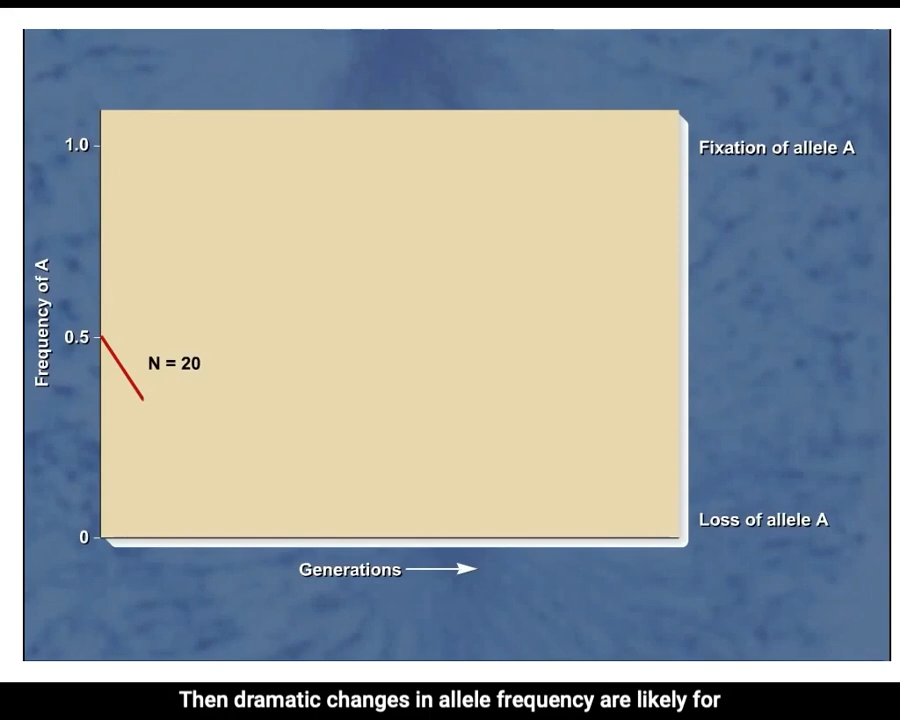 1.0
Fixation of allele A
Frequency of A
0.5
N = 20
Loss of allele A
0
Generations
Then dramatic changes in allele frequency are likely for